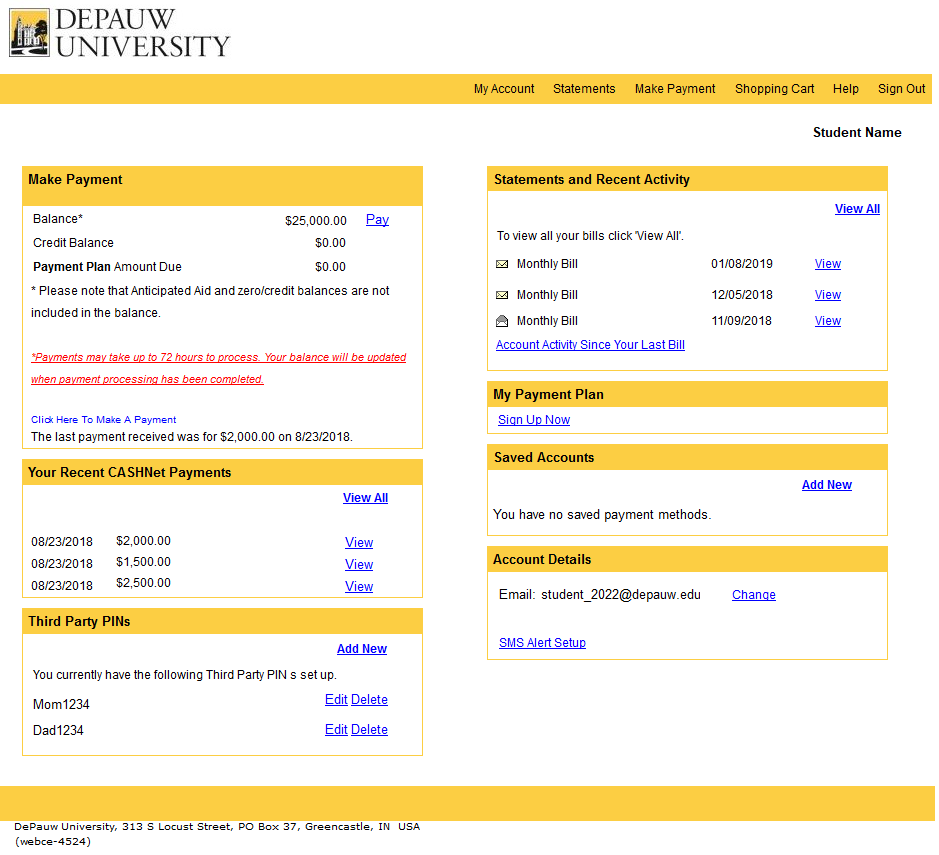 DEPAUW
UNIVERSITY
My Account Statements Make Payment Shopping Cart Help Sign Out
Student Name
Make Payment
Balance* $25,000.00 Pay
Credit Balance $0.00
Payment Plan Amount Due $0.00
* Please note that Anticipated Aid and zero/credit balances are not
included in the balance.
*Payments may take up to 72 hours to process. Your balance will be updated
when payment processing has been completed.
Click Here To Make A Payment
The last payment received was for $2,000.00 on 8/23/2018.
Your Recent CASHNet Payments
View All
08/23/2018 $2,000.00 View
08/23/2018 $1,500.00 View
08/23/2018 $2,500.00 View
Third Party PINs
Add New
You currently have the following Third Party PIN s set up.
Mom1234 Edit Delete
Dad1234 Edit Delete
Statements and Recent Activity
View All
To view all your bills click 'View All'.
Monthly Bill 01/08/2019 View
Monthly Bill 12/05/2018 View
Monthly Bill 11/09/2018 View
Account Activity Since Your Last Bill
My Payment Plan
Sign Up Now
Saved Accounts
Add New
You have no saved payment methods.
Account Details
Email: student_2022@depauw.edu Change
SMS Alert Setup
DePauw University, 313 S Locust Street, PO Box 37, Greencastle, IN USA
(webce-4524)